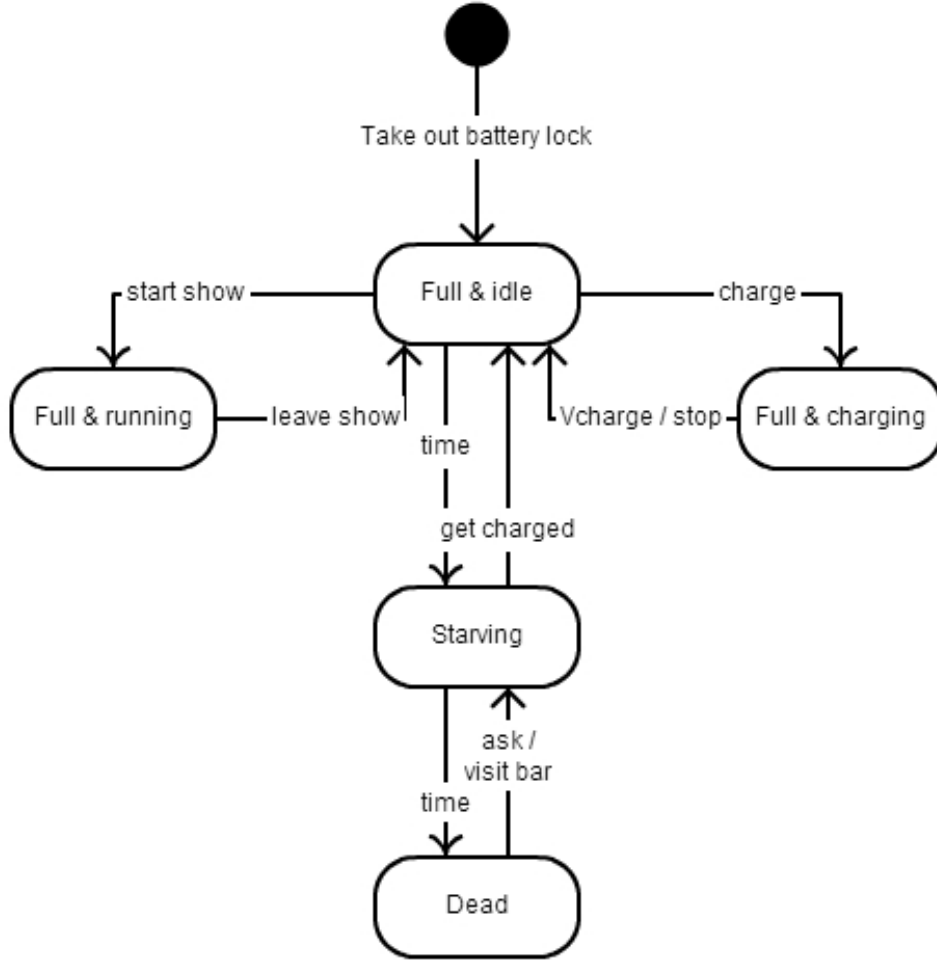 Take out battery lock
Full & idle
start show
charge
Full & running
leave show
time
Vcharge / stop
Full & charging
get charged
Starving
ask /
visit bar
time
Dead